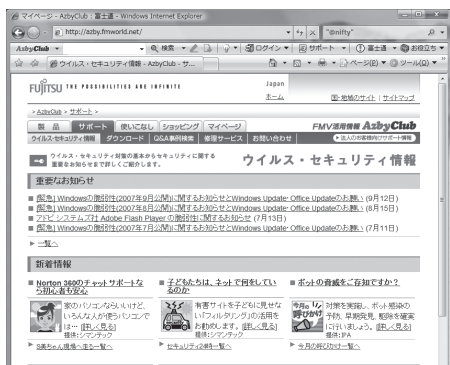 マイページ - AzbyClub : 富士通 - Windows Internet Explorer
http://azby.fmworld.net/
"@nifty"
AzbyClub
検索
ログイン
サポート
富士通
お役立ち
ウイルス・セキュリティ情報 - AzbyClub - サ...
ページ(P)
ツール(O)
FUJITSU THE POSSIBILITIES ARE INFINITE
Japan
ホーム
国・地域のサイト | サイトマップ
> AzbyClub > サポート >
製 品
サポート
使いこなし
ショッピング
マイページ
FMV活用情報 AzbyClub
ウイルス・セキュリティ情報
ダウンロード
Q&A事例検索
修理サービス
お問い合わせ
法人のお客様向けサポート情報
ウイルス・セキュリティ対策の基本からセキュリティに関する
重要なお知らせまで詳しくご紹介します。
ウイルス・セキュリティ情報
重要なお知らせ
(緊急) Windowsの脆弱性(2007年9月公開)に関するお知らせとWindows Update・Office Updateのお願い (9月12日)
(緊急) Windowsの脆弱性(2007年8月公開)に関するお知らせとWindows Update・Office Updateのお願い (8月15日)
アドビ システムズ社 Adobe Flash Player の脆弱性に関するお知らせ (7月13日)
(緊急) Windowsの脆弱性(2007年7月公開)に関するお知らせとWindows Update・Office Updateのお願い (7月11日)
一覧へ
新着情報
Norton 360のチャットサポートな
ら初心者も安心
家のパソコンならいいけど、
いろんな人が使うパソコンで
は… [詳しく見る]
提供:シマンテック
S美ちゃん現場へ走る一覧へ
子どもたちは、ネットで何をしてい
るのか
有害サイトを子どもに見せな
い「フィルタリング」の活用を
お勧めします。 [詳しく見る]
提供:シマンテック
セキュリティ24時一覧へ
ボットの脅威をご存知ですか?
今月の
呼びかけ
対策を実施し、ボット感染の
予防、早期発見、駆除を確実
に行いましょう。 [詳しく見る]
提供:IPA
今月の呼びかけ一覧へ